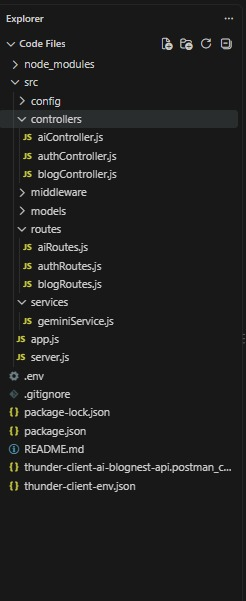 Explorer
Code Files
node_modules
src
config
controllers
JS aiController.js
JS authController.js
JS blogController.js
middleware
models
routes
JS aiRoutes.js
JS authRoutes.js
JS blogRoutes.js
services
JS geminiService.js
JS app.js
JS server.js
.env
.gitignore
{} package-lock.json
{} package.json
README.md
{} thunder-client-ai-blognest-api.postman_c...
{} thunder-client-env.json